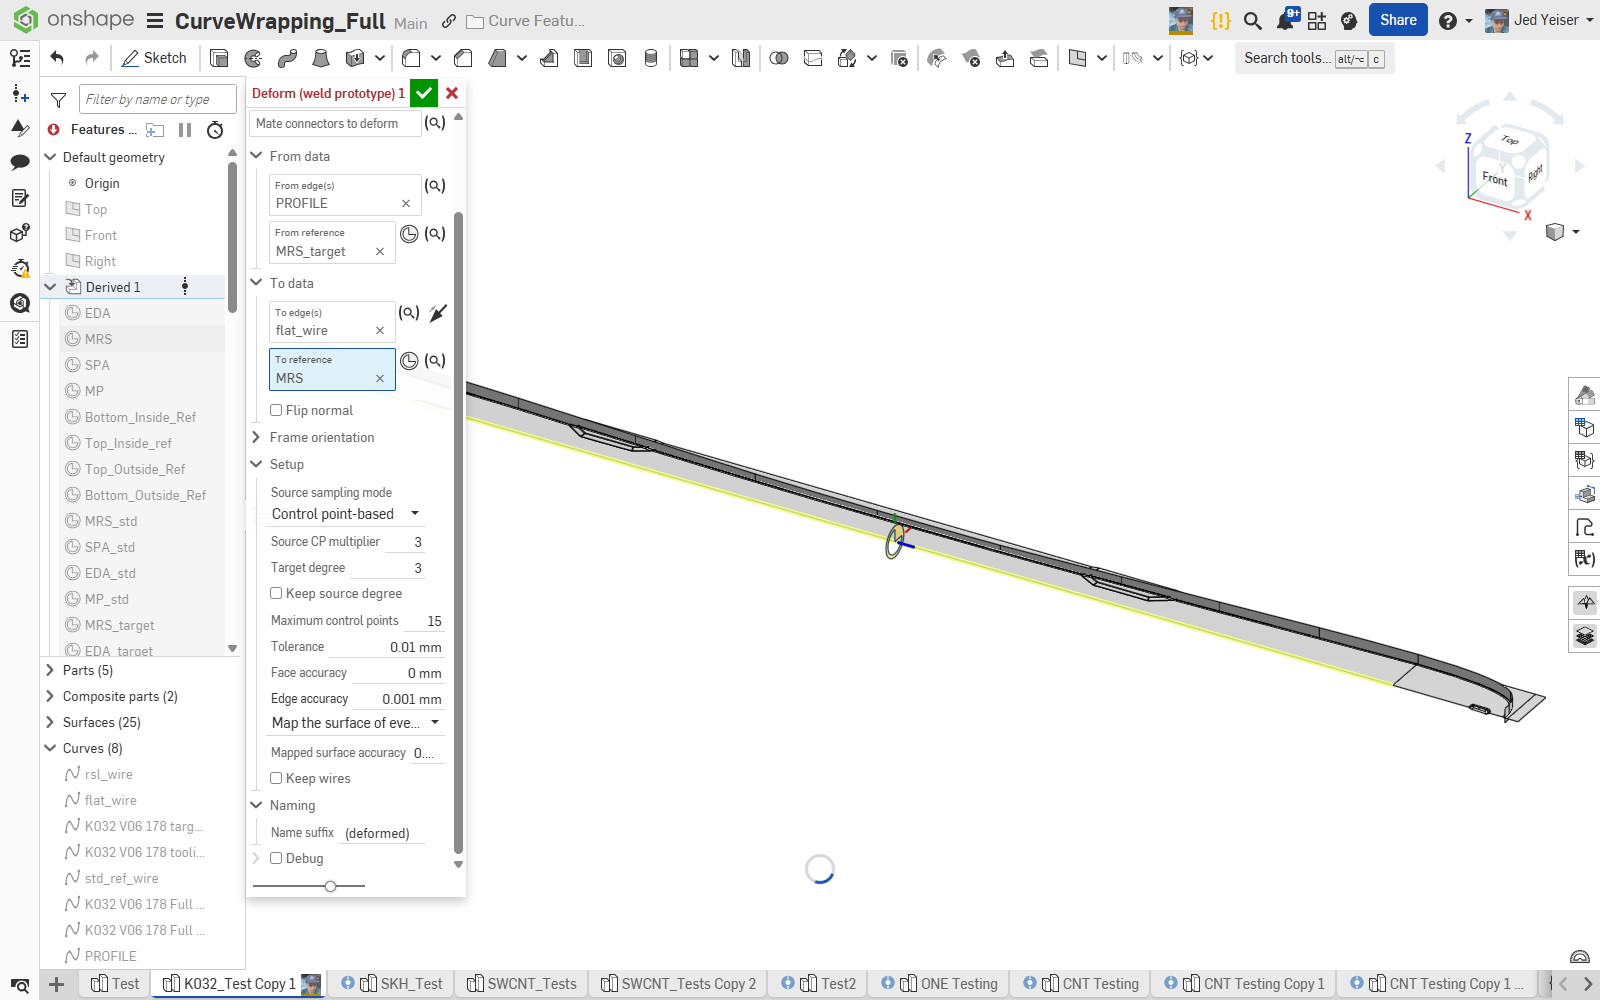 onshape
CurveWrapping_Full
Main
Curve Featu...
9+
Share
Jed Yeiser
Sketch
Search tools...
alt/⌥
c
Filter by name or type
Features ...
Default geometry
Origin
Top
Front
Right
Derived 1
EDA
MRS
SPA
MP
Bottom_Inside_Ref
Top_Inside_ref
Top_Outside_Ref
Bottom_Outside_Ref
MRS_std
SPA_std
EDA_std
MP_std
MRS_target
EDA_target
Parts (5)
Composite parts (2)
Surfaces (25)
Curves (8)
rsl_wire
flat_wire
K032 V06 178 targ...
K032 V06 178 tooli...
std_ref_wire
K032 V06 178 Full ...
K032 V06 178 Full ...
PROFILE
Deform (weld prototype) 1
Mate connectors to deform
From data
From edge(s)
PROFILE
From reference
MRS_target
To data
To edge(s)
flat_wire
To reference
MRS
Flip normal
Frame orientation
Setup
Source sampling mode
Control point-based
Source CP multiplier 3
Target degree 3
Keep source degree
Maximum control points 15
Tolerance 0.01 mm
Face accuracy 0 mm
Edge accuracy 0.001 mm
Map the surface of eve...
Mapped surface accuracy 0....
Keep wires
Naming
Name suffix (deformed)
Debug
Z
Top
Y
Front
Right
X
Test
K032_Test Copy 1
SKH_Test
SWCNT_Tests
SWCNT_Tests Copy 2
Test2
ONE Testing
CNT Testing
CNT Testing Copy 1
CNT Testing Copy 1 ...